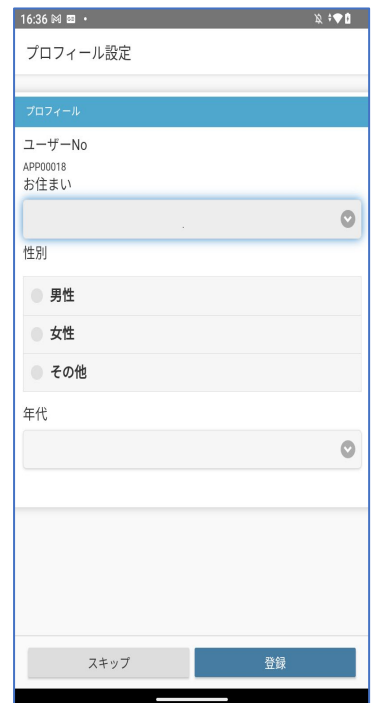 16:36
プロフィール設定
プロフィール
ユーザーNo
APP00018
お住まい
性別
男性
女性
その他
年代
スキップ
登録